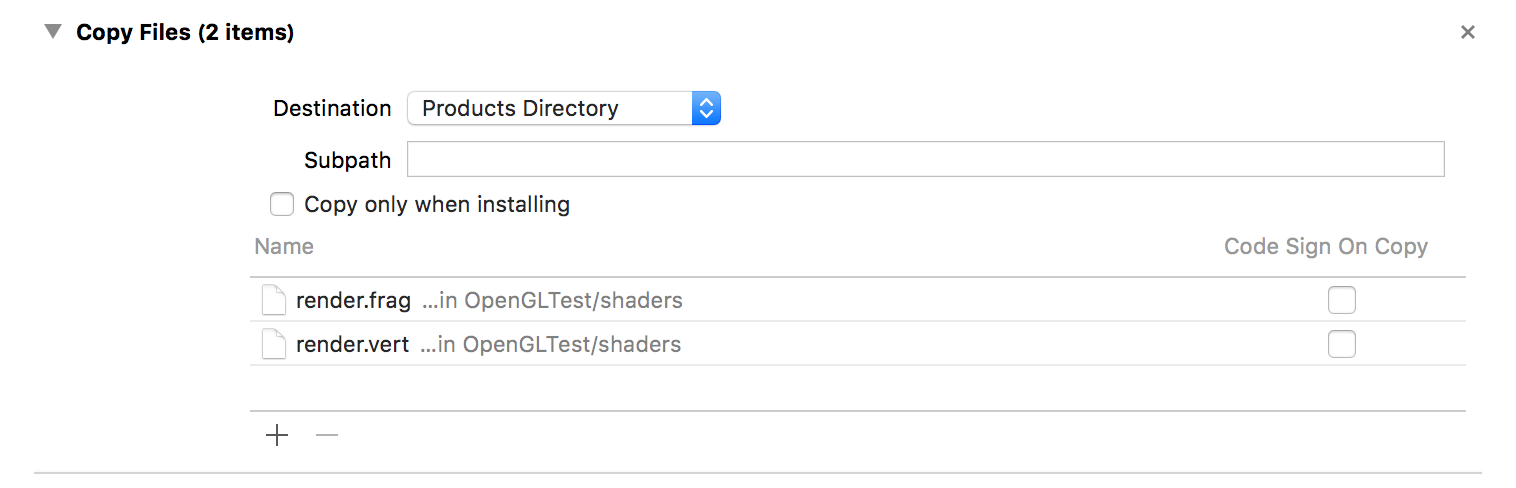 Copy Files (2 items)
Destination Products Directory
Subpath
Copy only when installing
Name Code Sign On Copy
render.frag ...in OpenGLTest/shaders
render.vert ...in OpenGLTest/shaders